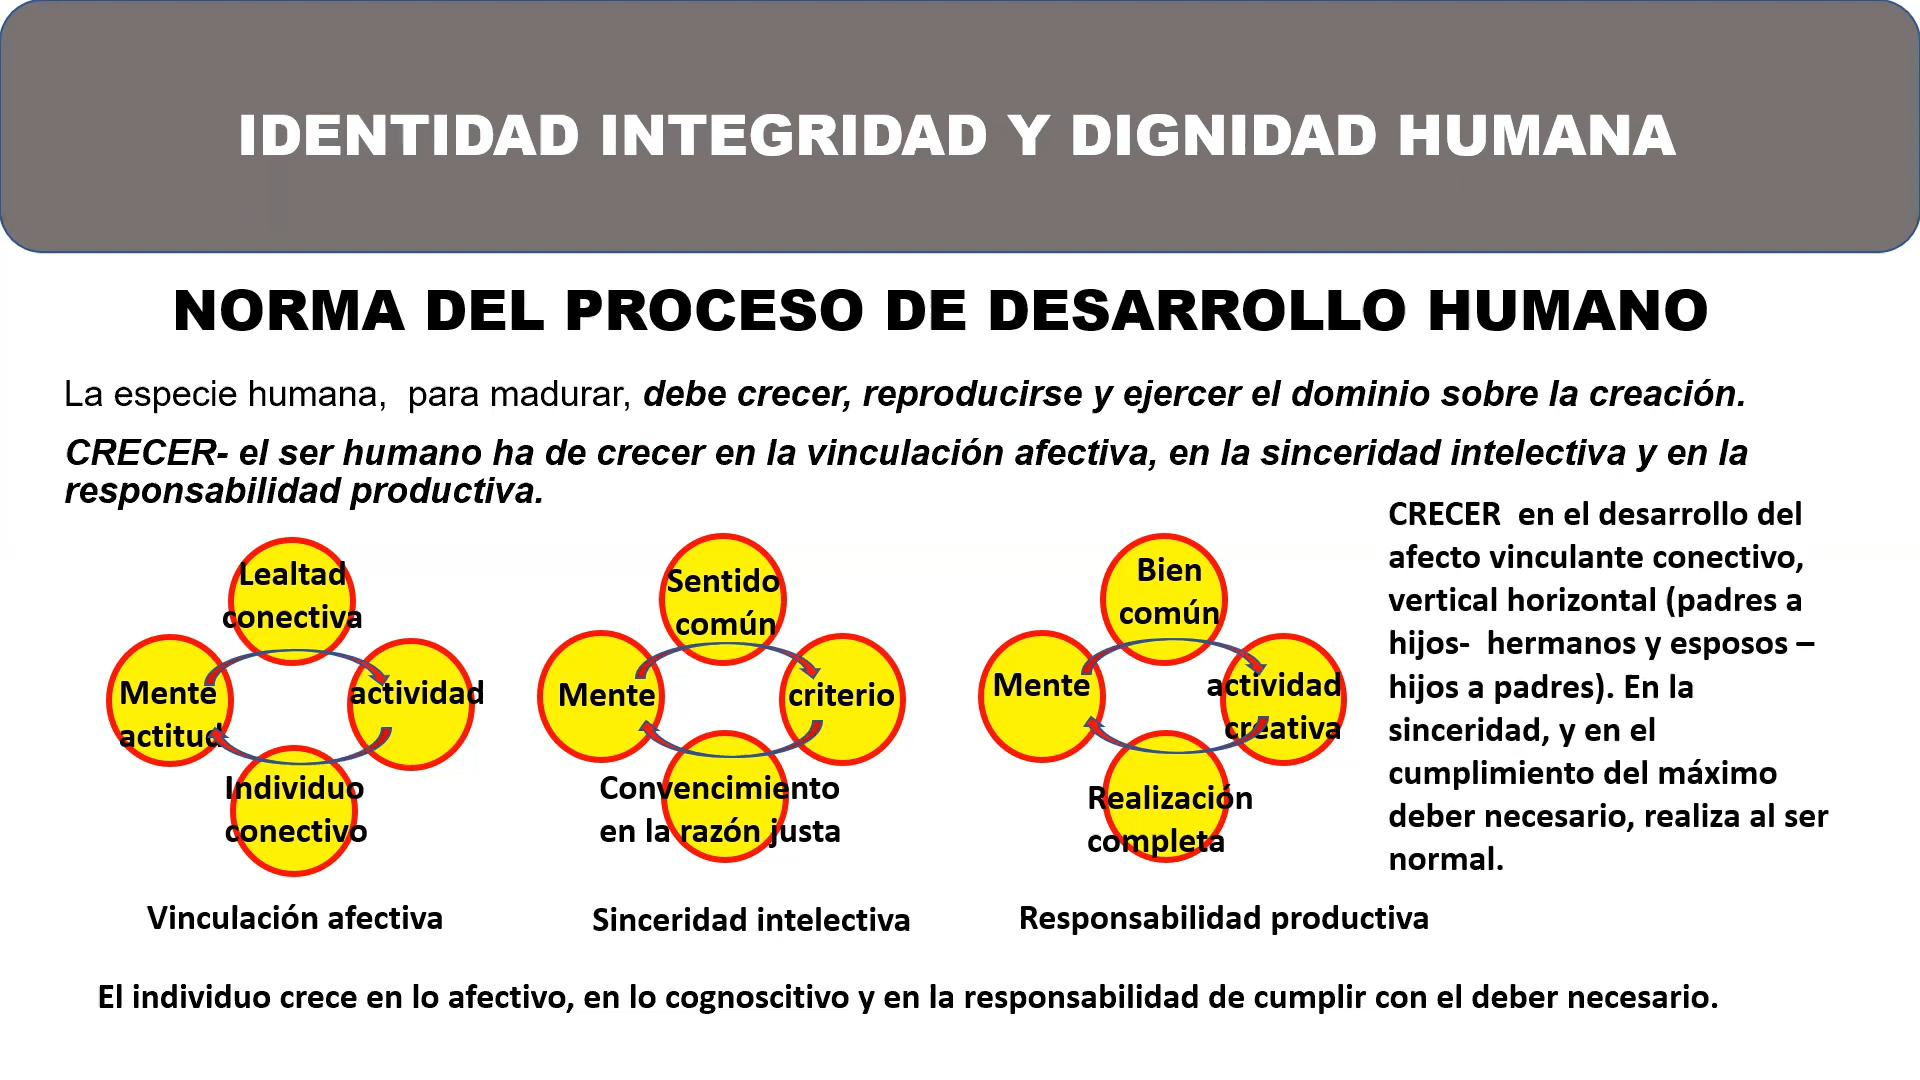 IDENTIDAD INTEGRIDAD Y DIGNIDAD HUMANA
NORMA DEL PROCESO DE DESARROLLO HUMANO
La especie humana, para madurar, debe crecer, reproducirse y ejercer el dominio sobre la creación.
CRECER- el ser humano ha de crecer en la vinculación afectiva, en la sinceridad intelectiva y en la
responsabilidad productiva.
Lealtad
conectiva
Mente
actitud
actividad
Individuo
conectivo
Vinculación afectiva
Sentido
común
Mente
criterio
Convencimiento
en la razón justa
Sinceridad intelectiva
Bien
común
Mente
actividad
creativa
Realización
completa
Responsabilidad productiva
CRECER en el desarrollo del
afecto vinculante conectivo,
vertical horizontal (padres a
hijos- hermanos y esposos –
hijos a padres). En la
sinceridad, y en el
cumplimiento del máximo
deber necesario, realiza al ser
normal.
El individuo crece en lo afectivo, en lo cognoscitivo y en la responsabilidad de cumplir con el deber necesario.